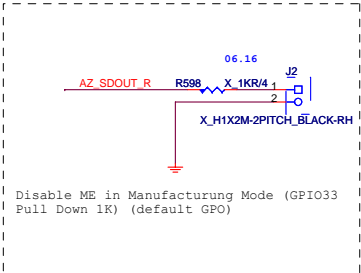 06.16
J2
AZ_SDOUT_R R598 X_1KR/4 1
2
X_H1X2M-2PITCH_BLACK-RH
Disable ME in Manufacturung Mode (GPIO33
Pull Down 1K) (default GPO)